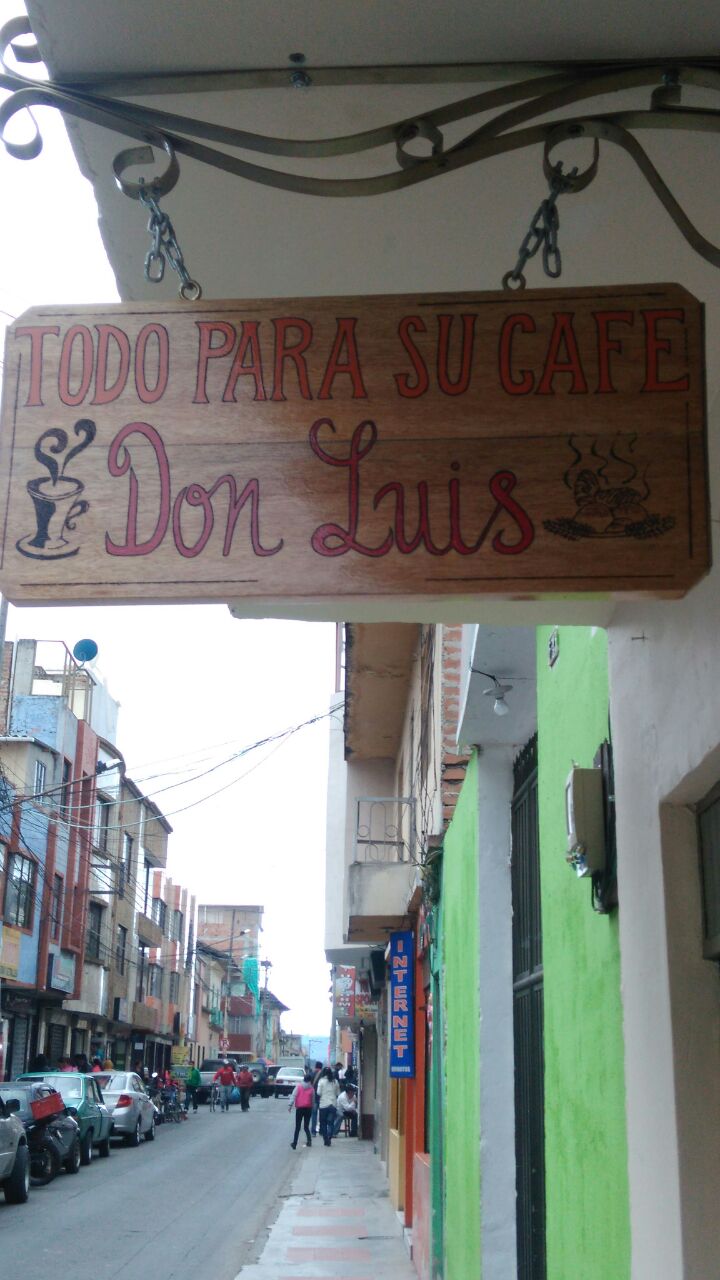 TODO PARA SU CAFE
Don Luis
INTERNET